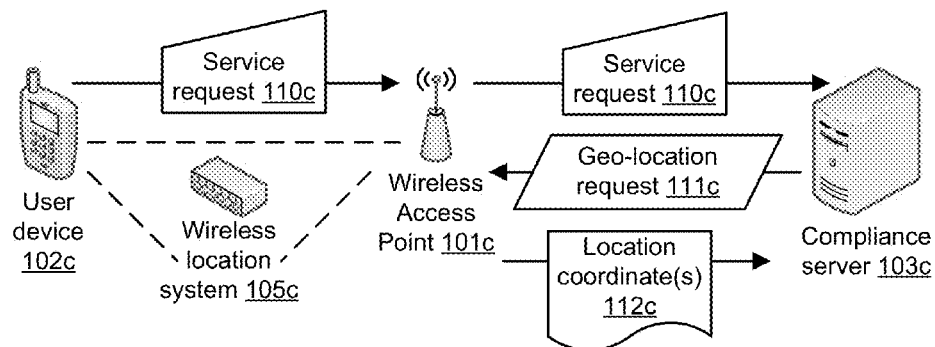 Service
request 110c
Service
request 110c
Geo-location
request 111c
User
device
102c
Wireless
location
system 105c
Wireless
Access
Point 101c
Location
coordinate(s)
112c
Compliance
server 103c